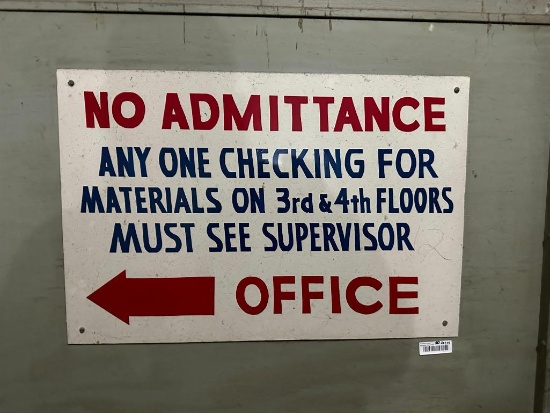 NO ADMITTANCE
ANY ONE CHECKING FOR
MATERIALS ON 3rd & 4th FLOORS
MUST SEE SUPERVISOR
OFFICE